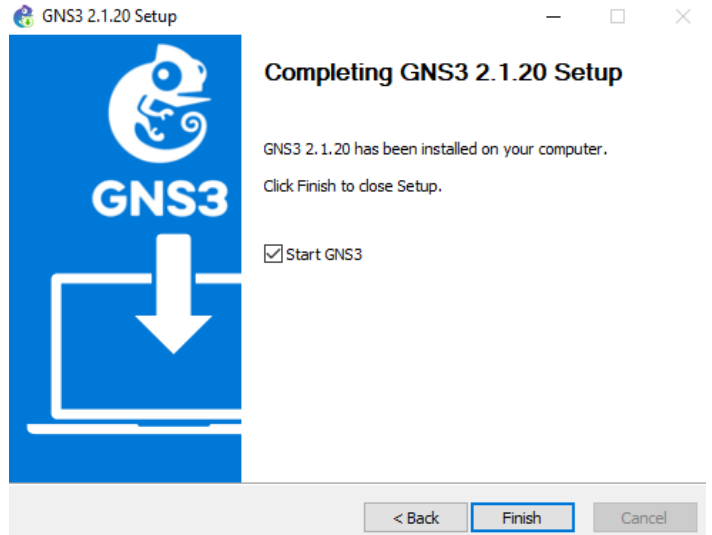 GNS3 2.1.20 Setup
Completing GNS3 2.1.20 Setup
GNS3 2.1.20 has been installed on your computer.
GNS3
Click Finish to close Setup.
Start GNS3
< Back
Finish
Cancel